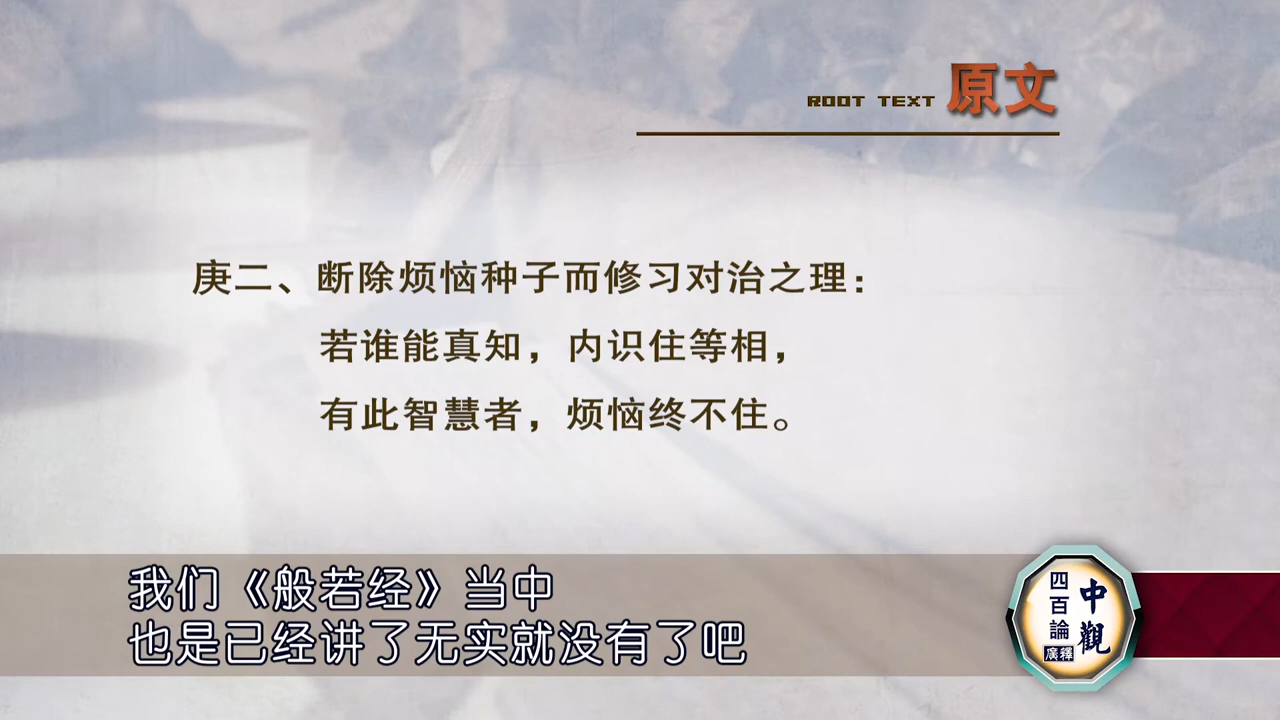 ROOT TEXT 原文
庚二、断除烦恼种子而修习对治之理：
若谁能真知，内识住等相，
有此智慧者，烦恼终不住。
我们《般若经》当中
也是已经讲了无实就没有了吧
中觀
四百論
廣釋